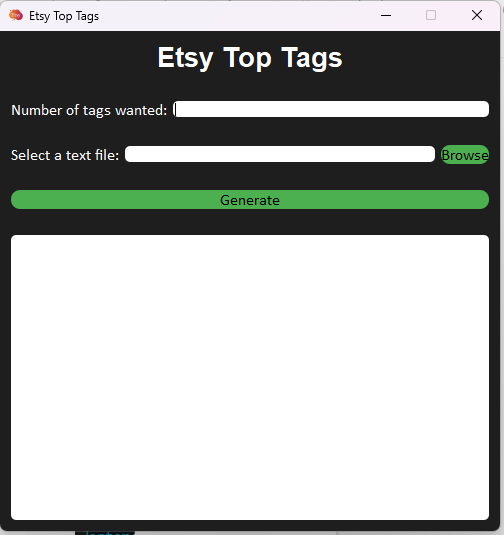 Etsy Top Tags
Etsy Top Tags
Number of tags wanted:
Select a text file: Browse
Generate